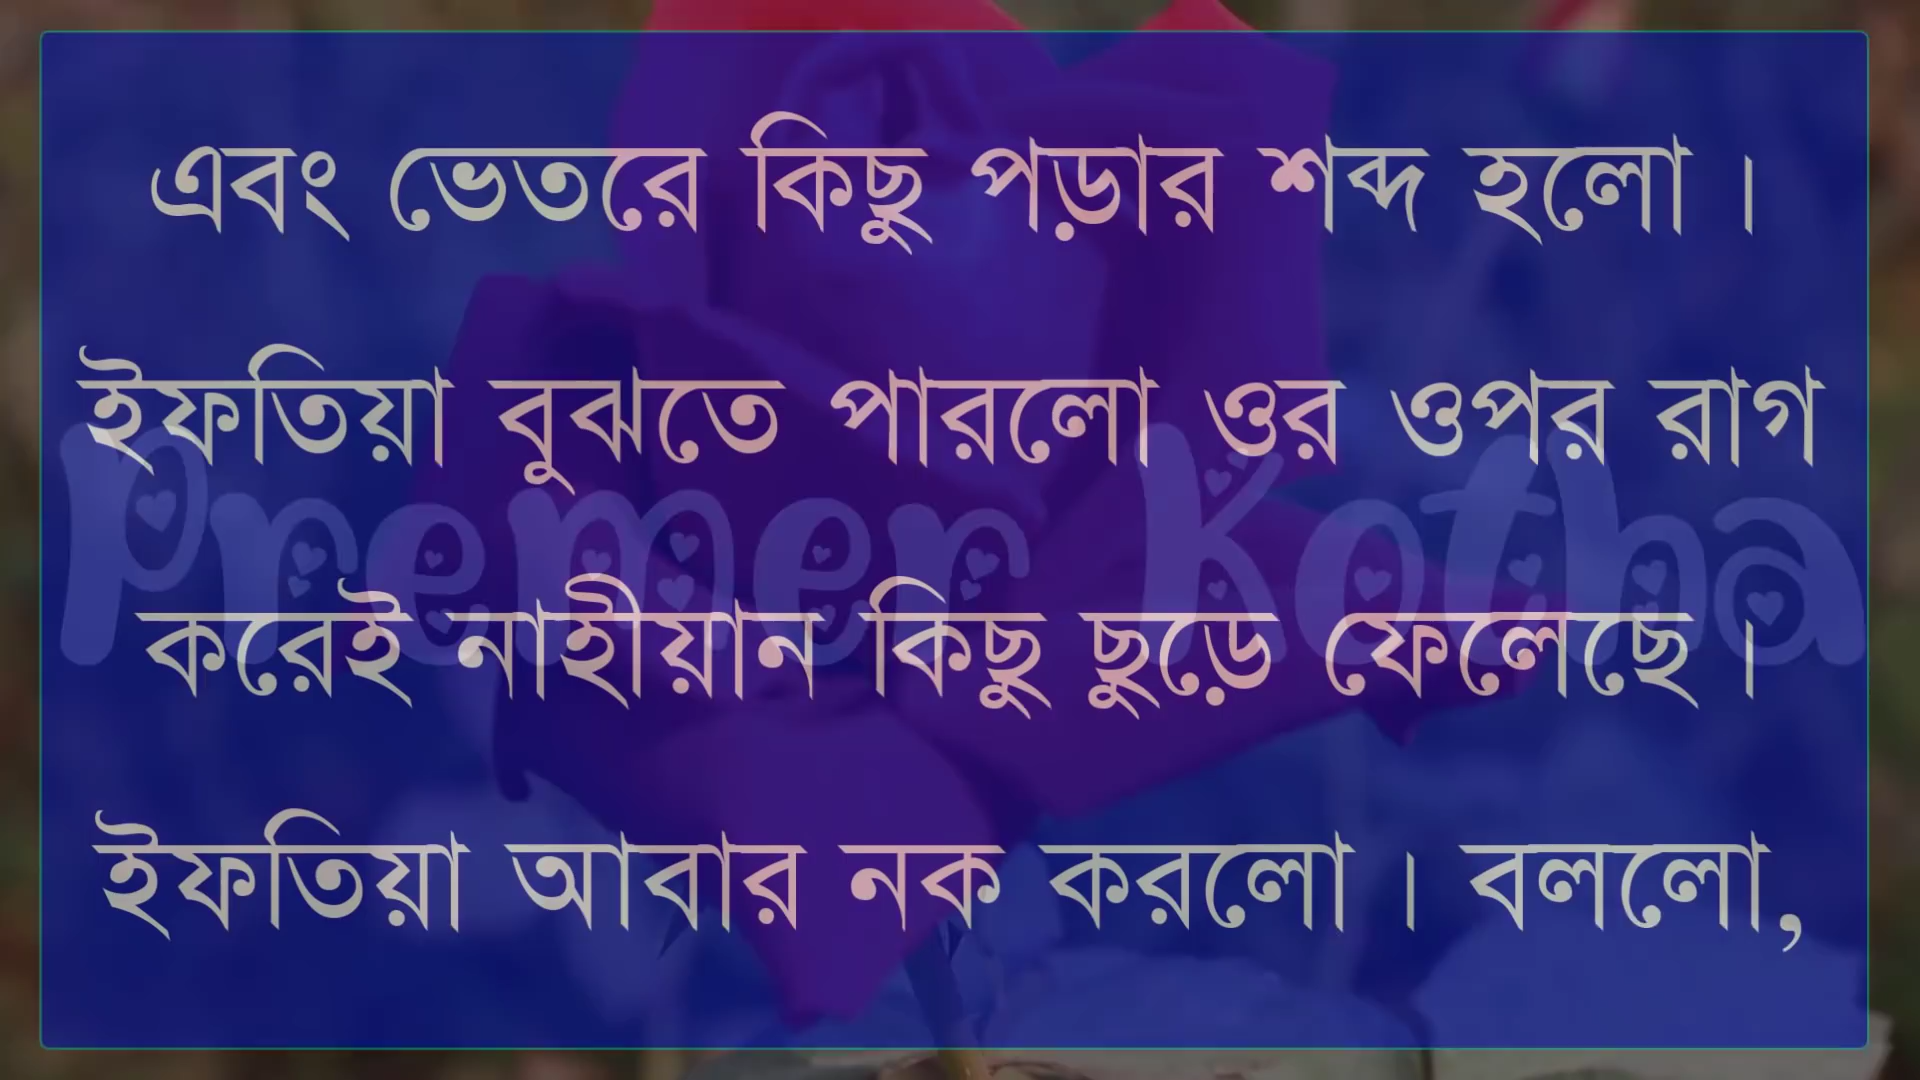 এবং ভেতরে কিছু পড়ার শব্দ হলো ।
ইফতিয়া বুঝতে পারলো ওর ওপর রাগ
Premer Kotha
করেই নাহীয়ান কিছু ছুড়ে ফেলেছে ।
ইফতিয়া আবার নক করলো । বললো,